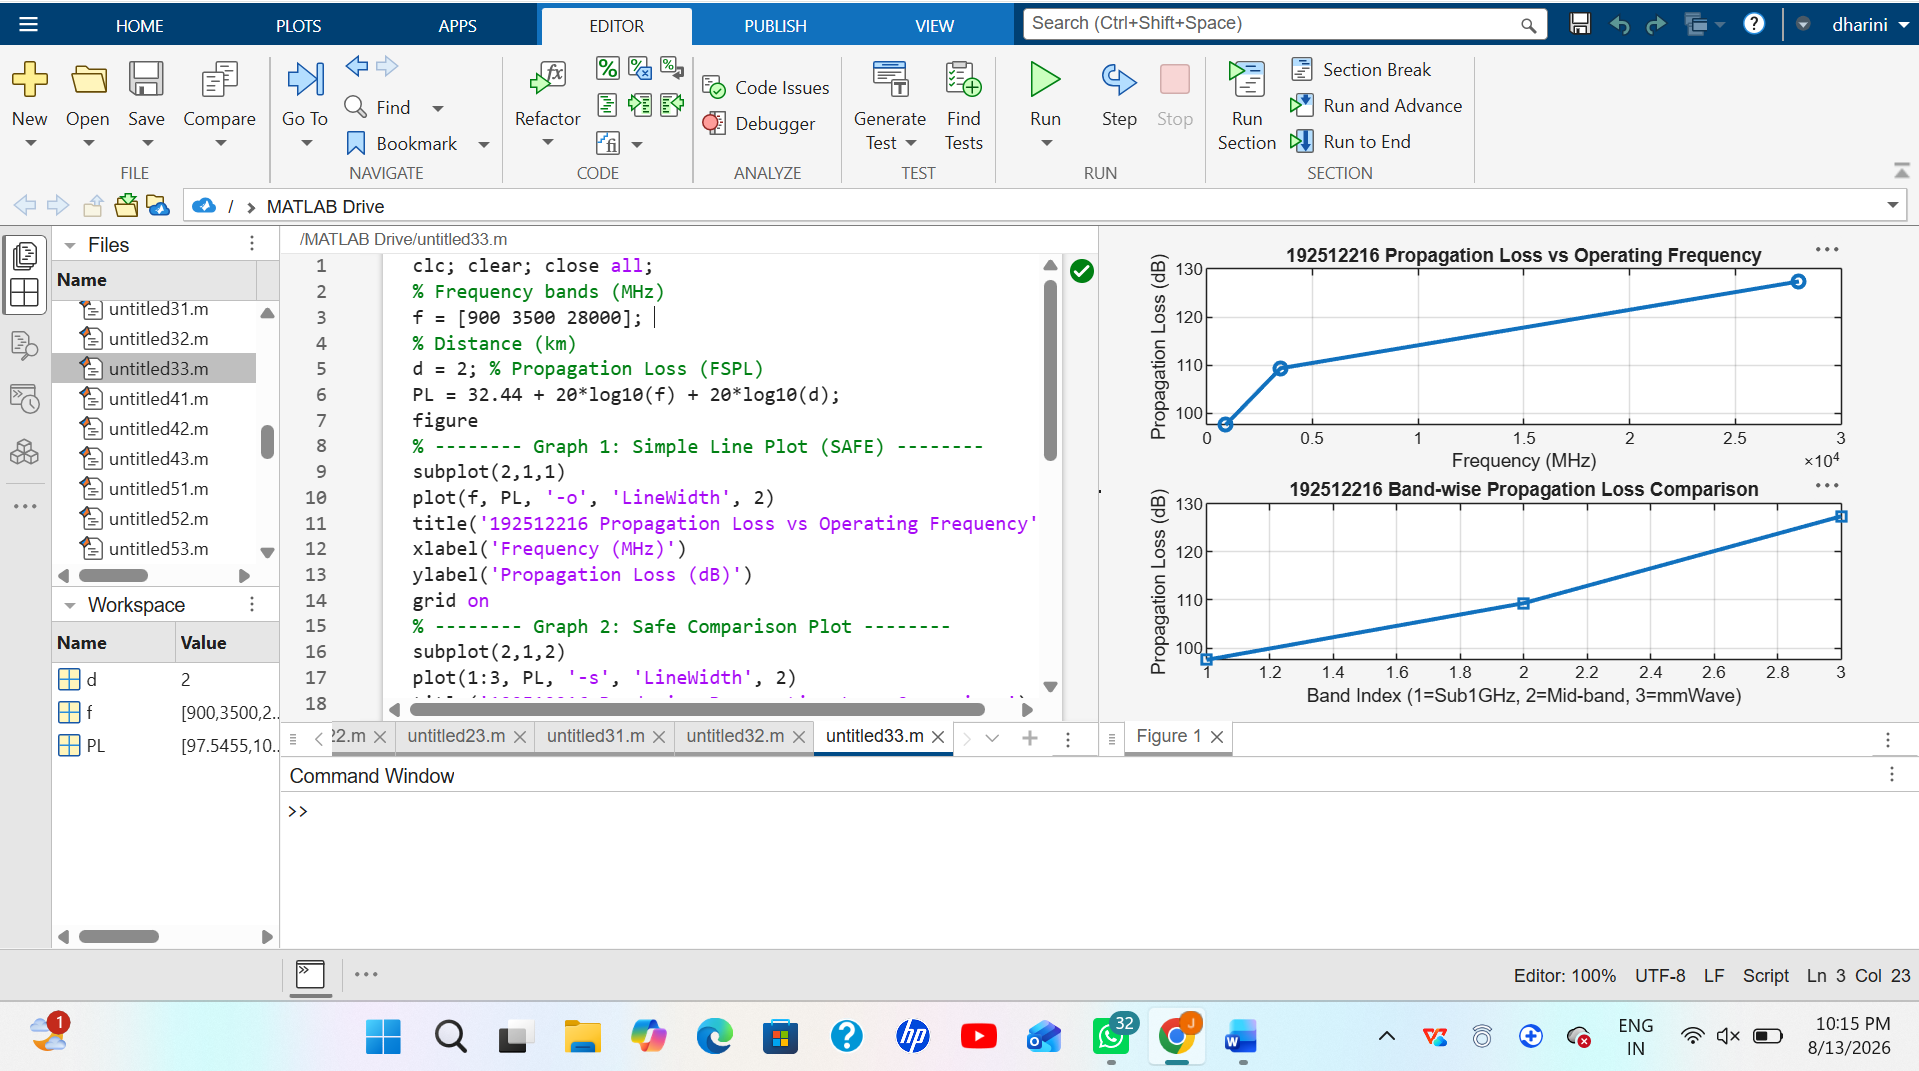 HOME PLOTS APPS EDITOR PUBLISH VIEW Search (Ctrl+Shift+Space) dharini
New Open Save Compare Go To Find Bookmark Refactor Code Issues Debugger Generate Test Find Tests Run Step Stop Run Section Section Break Run and Advance Run to End
FILE NAVIGATE CODE ANALYZE TEST RUN SECTION
/ › MATLAB Drive
Files
Name
untitled31.m
untitled32.m
untitled33.m
untitled41.m
untitled42.m
untitled43.m
untitled51.m
untitled52.m
untitled53.m
Workspace
Name Value
d 2
f [900,3500,2...
PL [97.5455,10...
/MATLAB Drive/untitled33.m
1 clc; clear; close all;
2 % Frequency bands (MHz)
3 f = [900 3500 28000];
4 % Distance (km)
5 d = 2; % Propagation Loss (FSPL)
6 PL = 32.44 + 20*log10(f) + 20*log10(d);
7 figure
8 % -------- Graph 1: Simple Line Plot (SAFE) --------
9 subplot(2,1,1)
10 plot(f, PL, '-o', 'LineWidth', 2)
11 title('192512216 Propagation Loss vs Operating Frequency'
12 xlabel('Frequency (MHz)')
13 ylabel('Propagation Loss (dB)')
14 grid on
15 % -------- Graph 2: Safe Comparison Plot --------
16 subplot(2,1,2)
17 plot(1:3, PL, '-s', 'LineWidth', 2)
18
22.m untitled23.m untitled31.m untitled32.m untitled33.m
192512216 Propagation Loss vs Operating Frequency
Propagation Loss (dB)
130
120
110
100
0 0.5 1 1.5 2 2.5 3
×10⁴
Frequency (MHz)
192512216 Band-wise Propagation Loss Comparison
Propagation Loss (dB)
130
120
110
100
1 1.2 1.4 1.6 1.8 2 2.2 2.4 2.6 2.8 3
Band Index (1=Sub1GHz, 2=Mid-band, 3=mmWave)
Figure 1
Command Window
>>
Editor: 100% UTF-8 LF Script Ln 3 Col 23
1
32
ENG
IN
10:15 PM
8/13/2026